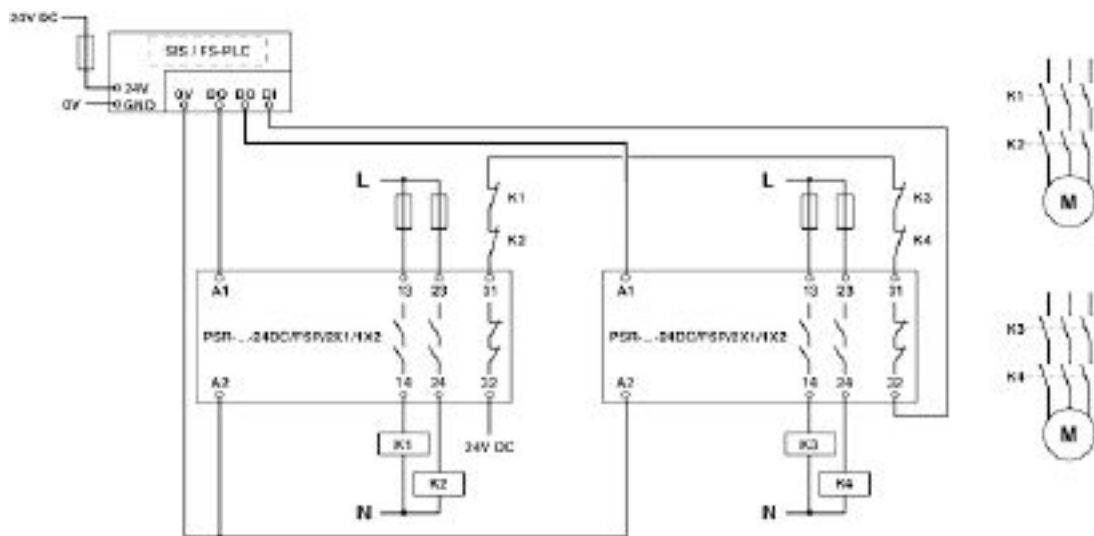 24V DC
SIS / FS-PLC
24V
0V
GND
0V DO DO DI
K1
K2
M
L
K1
K2
L
K3
K4
A1 13 23 31
PSR-...-24DC/FSP/2X1/1X2
A2 14 24 32
A1 13 23 31
PSR-...-24DC/FSP/2X1/1X2
A2 14 24 32
K3
K4
M
K1
K2
24V DC
N
K3
K4
N